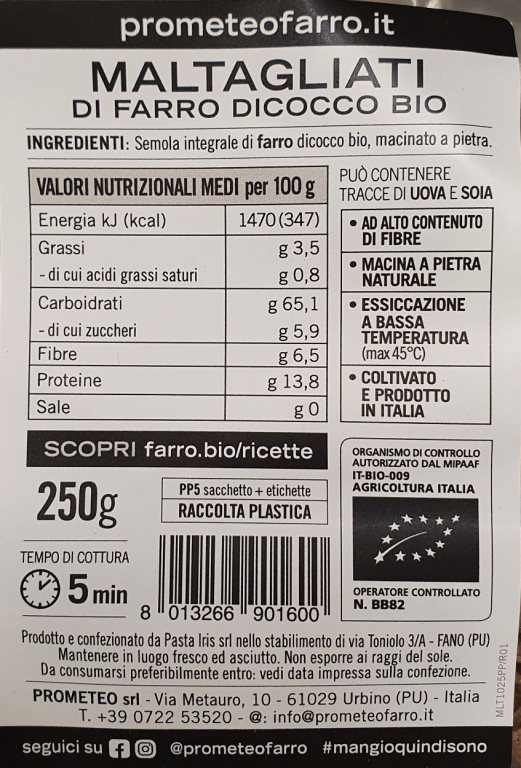 prometeofarro.it
MALTAGLIATI
DI FARRO DICOCCO BIO
INGREDIENTI: Semola integrale di farro dicocco bio, macinato a pietra.
VALORI NUTRIZIONALI MEDI per 100 g
Energia kJ (kcal) 1470 (347)
Grassi g 3,5
- di cui acidi grassi saturi g 0,8
Carboidrati g 65,1
- di cui zuccheri g 5,9
Fibre g 6,5
Proteine g 13,8
Sale g 0
PUÒ CONTENERE
TRACCE DI UOVA E SOIA
• AD ALTO CONTENUTO
DI FIBRE
• MACINA A PIETRA
NATURALE
• ESSICCAZIONE
A BASSA
TEMPERATURA
(max 45°C)
• COLTIVATO
E PRODOTTO
IN ITALIA
SCOPRI farro.bio/ricette
250g
PP5 sacchetto + etichette
RACCOLTA PLASTICA
TEMPO DI COTTURA
5 min
8 013266 901600
ORGANISMO DI CONTROLLO
AUTORIZZATO DAL MIPAAF
IT-BIO-009
AGRICOLTURA ITALIA
OPERATORE CONTROLLATO
N. BB82
Prodotto e confezionato da Pasta Iris srl nello stabilimento di via Toniolo 3/A - FANO (PU)
Mantenere in luogo fresco ed asciutto. Non esporre ai raggi del sole.
Da consumarsi preferibilmente entro: vedi data impressa sulla confezione.
PROMETEO srl - Via Metauro, 10 - 61029 Urbino (PU) - Italia
T. +39 0722 53520 - @: info@prometeofarro.it
MLT1025PP/R01
seguici su @prometeofarro #mangioquindisono